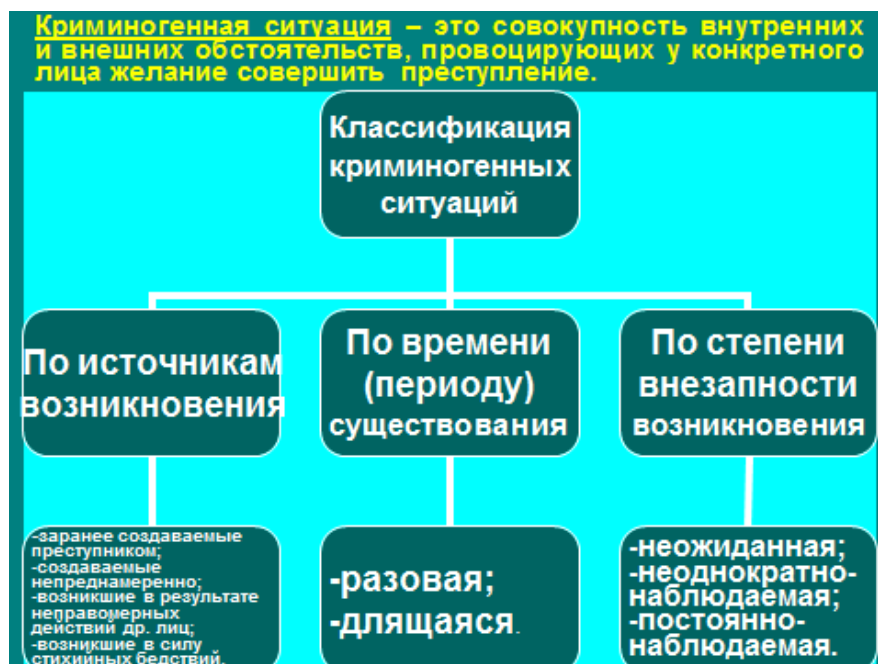 Криминогенная ситуация – это совокупность внутренних
и внешних обстоятельств, провоцирующих у конкретного
лица желание совершить преступление.
Классификация
криминогенных
ситуаций
По источникам
возникновения
По времени
(периоду)
существования
По степени
внезапности
возникновения
-заранее создаваемые
преступником;
-создаваемые
непреднамеренно;
-возникшие в результате
неправомерных
действий др. лиц;
-возникшие в силу
стихийных бедствий.
-разовая;
-длящаяся.
-неожиданная;
-неоднократно-
наблюдаемая;
-постоянно-
наблюдаемая.